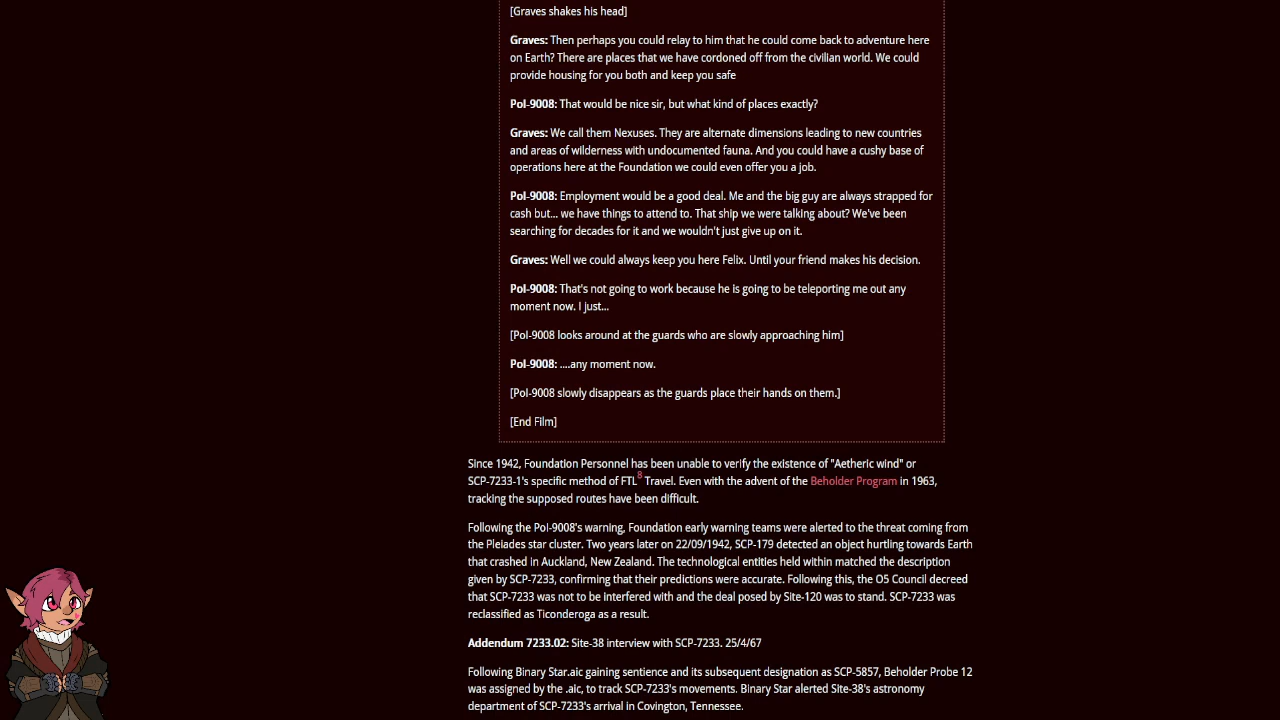 [Graves shakes his head]
Graves: Then perhaps you could relay to him that he could come back to adventure here
on Earth? There are places that we have cordoned off from the civilian world. We could
provide housing for you both and keep you safe
PoI-9008: That would be nice sir, but what kind of places exactly?
Graves: We call them Nexuses. They are alternate dimensions leading to new countries
and areas of wilderness with undocumented fauna. And you could have a cushy base of
operations here at the Foundation we could even offer you a job.
PoI-9008: Employment would be a good deal. Me and the big guy are always strapped for
cash but... we have things to attend to. That ship we were talking about? We've been
searching for decades for it and we wouldn't just give up on it.
Graves: Well we could always keep you here Felix. Until your friend makes his decision.
PoI-9008: That's not going to work because he is going to be teleporting me out any
moment now. I just...
[PoI-9008 looks around at the guards who are slowly approaching him]
PoI-9008: ....any moment now.
[PoI-9008 slowly disappears as the guards place their hands on them.]
[End Film]
Since 1942, Foundation Personnel has been unable to verify the existence of "Aetheric wind" or
SCP-7233-1's specific method of FTL8 Travel. Even with the advent of the Beholder Program in 1963,
tracking the supposed routes have been difficult.
Following the PoI-9008's warning, Foundation early warning teams were alerted to the threat coming from
the Pleiades star cluster. Two years later on 22/09/1942, SCP-179 detected an object hurtling towards Earth
that crashed in Auckland, New Zealand. The technological entities held within matched the description
given by SCP-7233, confirming that their predictions were accurate. Following this, the O5 Council decreed
that SCP-7233 was not to be interfered with and the deal posed by Site-120 was to stand. SCP-7233 was
reclassified as Ticonderoga as a result.
Addendum 7233.02: Site-38 interview with SCP-7233. 25/4/67
Following Binary Star.aic gaining sentience and its subsequent designation as SCP-5857, Beholder Probe 12
was assigned by the .aic, to track SCP-7233's movements. Binary Star alerted Site-38's astronomy
department of SCP-7233's arrival in Covington, Tennessee.